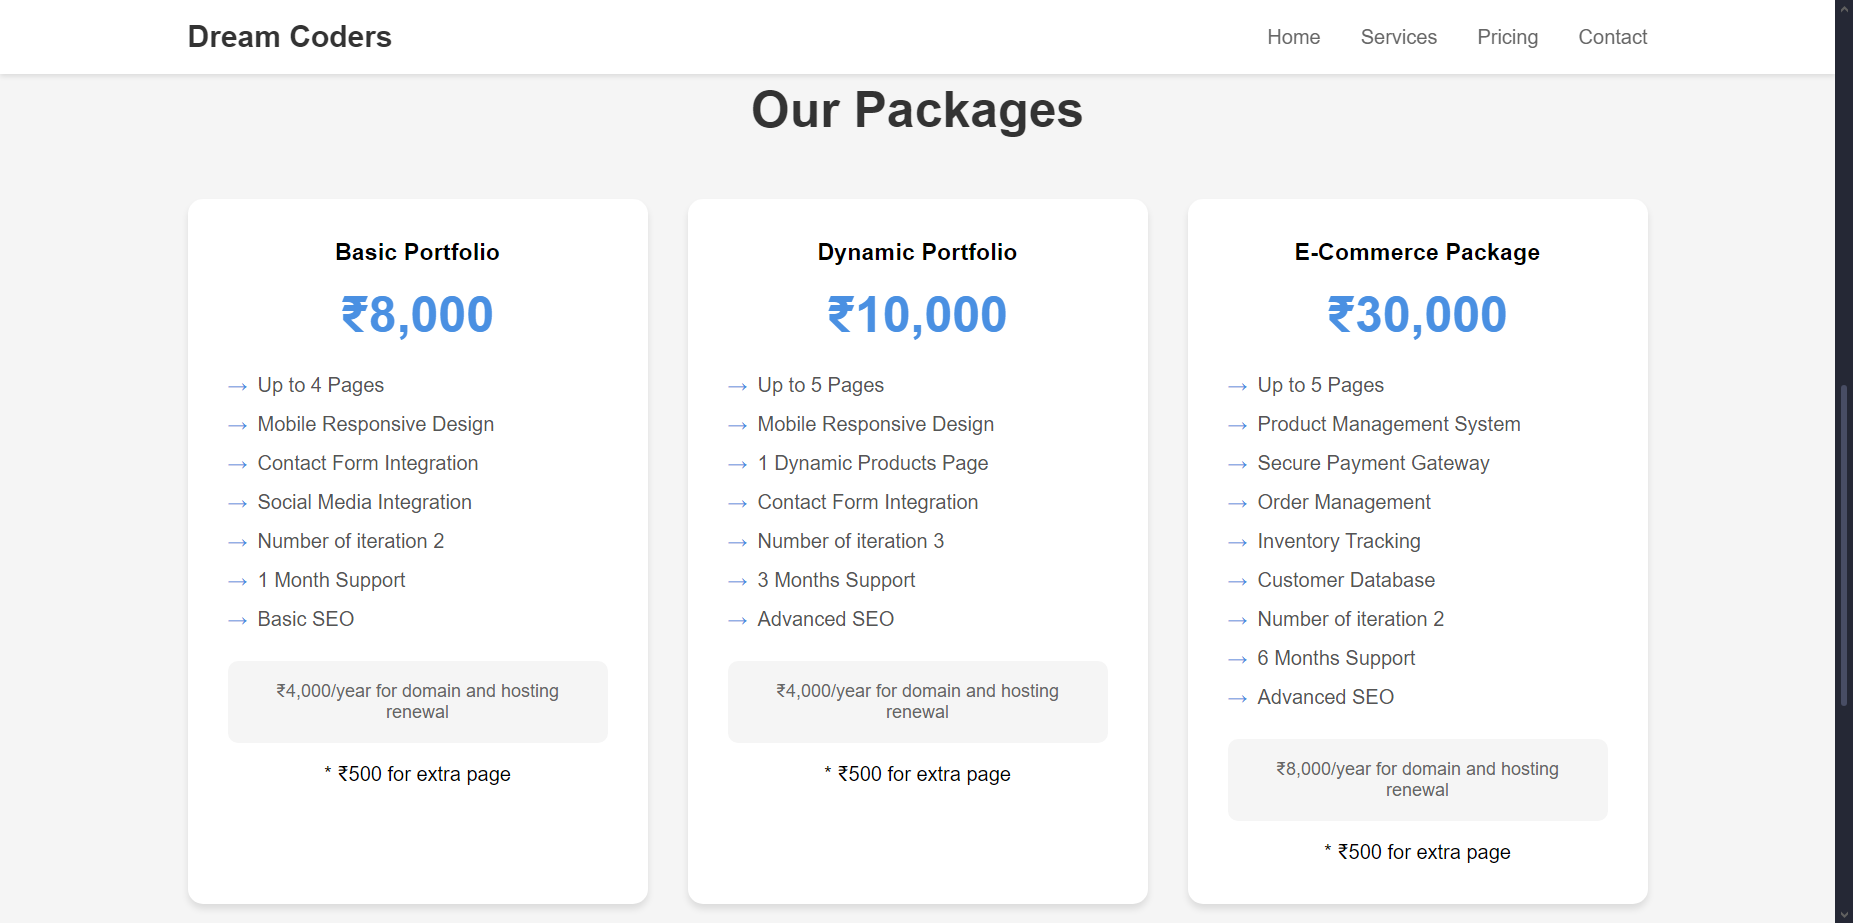 Dream Coders
Home
Services
Pricing
Contact
Our Packages
Basic Portfolio
₹8,000
→ Up to 4 Pages
→ Mobile Responsive Design
→ Contact Form Integration
→ Social Media Integration
→ Number of iteration 2
→ 1 Month Support
→ Basic SEO
₹4,000/year for domain and hosting
renewal
* ₹500 for extra page
Dynamic Portfolio
₹10,000
→ Up to 5 Pages
→ Mobile Responsive Design
→ 1 Dynamic Products Page
→ Contact Form Integration
→ Number of iteration 3
→ 3 Months Support
→ Advanced SEO
₹4,000/year for domain and hosting
renewal
* ₹500 for extra page
E-Commerce Package
₹30,000
→ Up to 5 Pages
→ Product Management System
→ Secure Payment Gateway
→ Order Management
→ Inventory Tracking
→ Customer Database
→ Number of iteration 2
→ 6 Months Support
→ Advanced SEO
₹8,000/year for domain and hosting
renewal
* ₹500 for extra page